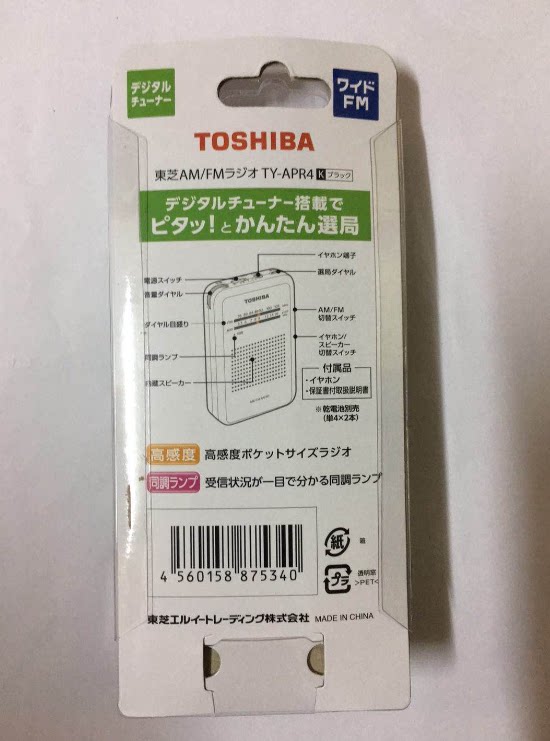 デジタル
チューナー
ワイド
FM
TOSHIBA
東芝AM/FMラジオ TY-APR4 K ブラック
デジタルチューナー搭載で
ピタッ!とかんたん選局
イヤホン端子
電源スイッチ
選局ダイヤル
音量ダイヤル
TOSHIBA
AM/FM
切替スイッチ
ダイヤル目盛り
イヤホン/
スピーカー
切替スイッチ
同調ランプ
内蔵スピーカー
付属品
・イヤホン
・保証書付取扱説明書
※乾電池別売
(単4×2本)
高感度 高感度ポケットサイズラジオ
同調ランプ 受信状況が一目で分かる同調ランプ
4 560158 875340
紙
箱
プラ
透明窓
>PET<
東芝エルイートレーディング株式会社 MADE IN CHINA